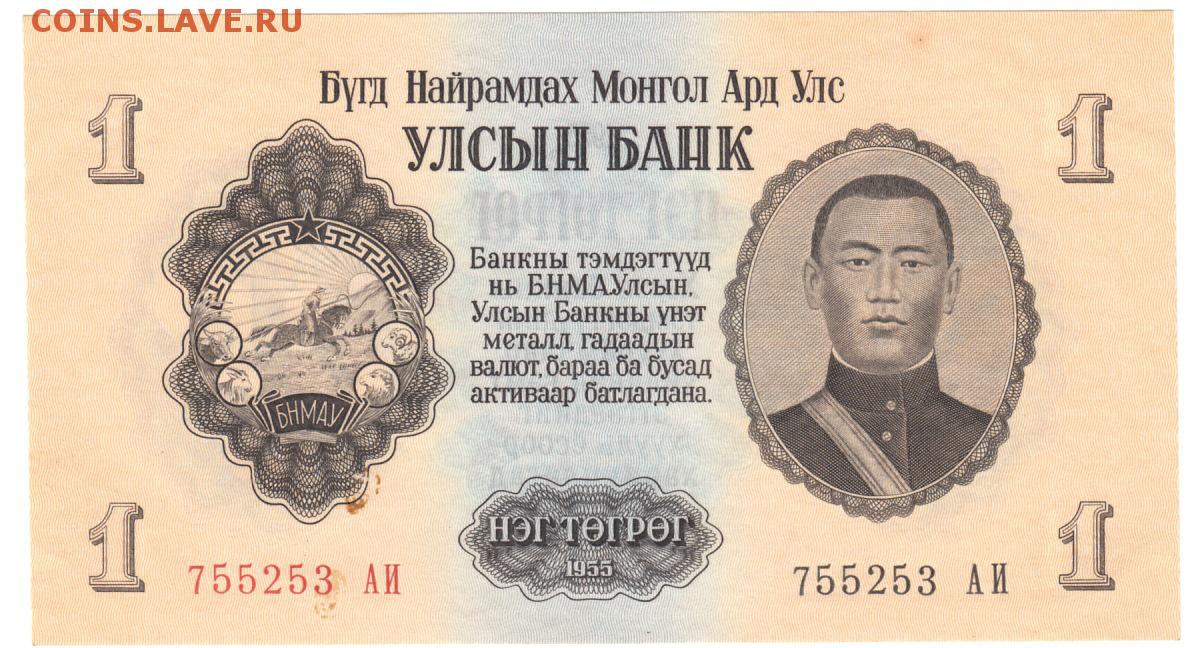 COINS.LAVE.RU
Бүгд Найрамдах Монгол Ард Улс
УЛСЫН БАНК
1
1
Банкны тэмдэгтүүд
нь Б.Н.М.А.Улсын,
Улсын Банкны үнэт
металл, гадаадын
валют, бараа ба бусад
активаар батлагдана.
БНМАУ
НЭГ ТӨГРӨГ
1955
1
1
755253 АИ
755253 АИ